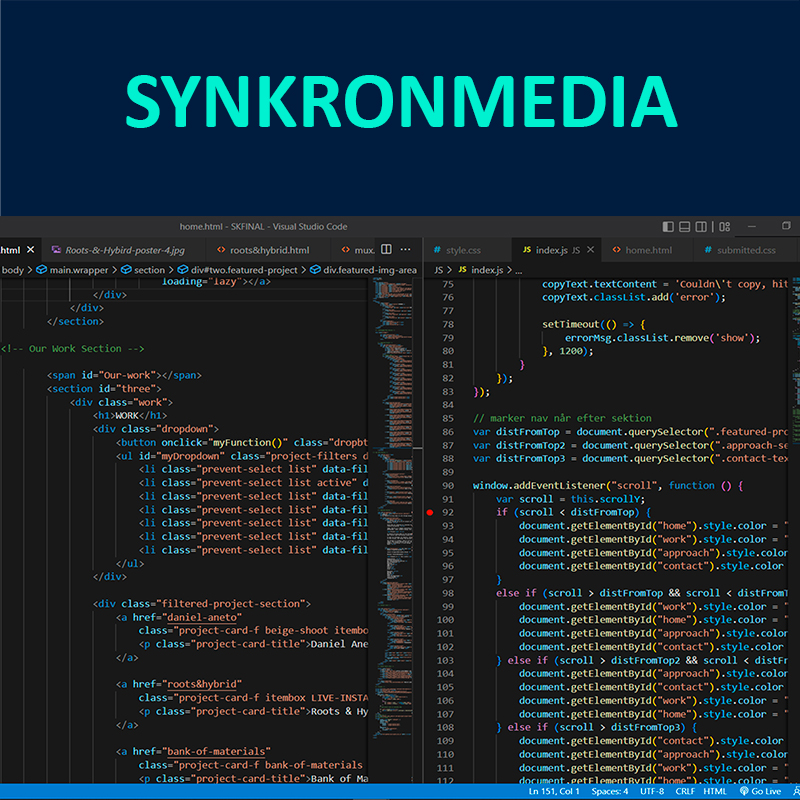 SYNKRONMEDIA
home.html - SKFINAL - Visual Studio Code
.html
Roots-&-Hybird-poster-4.jpg
roots&hybrid.html
mux.
body > main.wrapper > section > div#two.featured-project > div.featured-img-area
loading="lazy"></a>
</div>
</div>
</section>
<!-- Our Work Section -->
<span id="Our-work"></span>
<section id="three">
<div class="work">
<h1>WORK</h1>
<div class="dropdown">
<button onclick="myFunction()" class="dropbt
<ul id="myDropdown" class="project-filters d
<li class="prevent-select list" data-fil
<li class="prevent-select list active" d
<li class="prevent-select list" data-fil
<li class="prevent-select list" data-fil
<li class="prevent-select list" data-fil
<li class="prevent-select list" data-fil
<li class="prevent-select list" data-fil
</ul>
</div>
<div class="filtered-project-section">
<a href="daniel-aneto"
class="project-card-f beige-shoot itembo
<p class="project-card-title">Daniel Ane
</a>
<a href="roots&hybrid"
class="project-card-f itembox LIVE-INSTA
<p class="project-card-title">Roots & Hy
</a>
<a href="bank-of-materials"
class="project-card-f bank-of-materials
<p class="project-card-title">Bank of Ma
style.css
JS index.js JS
home.html
submitted.css
JS > JS index.js > ...
75 copyText.textContent = 'Couldn\'t copy, hit
76 copyText.classList.add('error');
77
78 setTimeout(() => {
79 errorMsg.classList.remove('show');
80 }, 1200);
81 }
82 });
83 });
84
85 // marker nav når efter sektion
86 var distFromTop = document.querySelector(".featured-pro
87 var distFromTop2 = document.querySelector(".approach-se
88 var distFromTop3 = document.querySelector(".contact-tex
89
90 window.addEventListener("scroll", function () {
91 var scroll = this.scrollY;
92 if (scroll < distFromTop) {
93 document.getElementById("home").style.color = "
94 document.getElementById("work").style.color = "
95 document.getElementById("approach").style.color
96 document.getElementById("contact").style.color
97 }
98 else if (scroll > distFromTop && scroll < distFromT
99 document.getElementById("work").style.color = "
100 document.getElementById("home").style.color = "
101 document.getElementById("approach").style.color
102 document.getElementById("contact").style.color
103 } else if (scroll > distFromTop2 && scroll < distFr
104 document.getElementById("approach").style.color
105 document.getElementById("contact").style.color
106 document.getElementById("work").style.color = "
107 document.getElementById("home").style.color = "
108 } else if (scroll > distFromTop3) {
109 document.getElementById("contact").style.color
110 document.getElementById("approach").style.color
111 document.getElementById("work").style.color = "
112 document.getElementById("home").style.color = "
Ln 151, Col 1 Spaces: 4 UTF-8 CRLF HTML Go Live